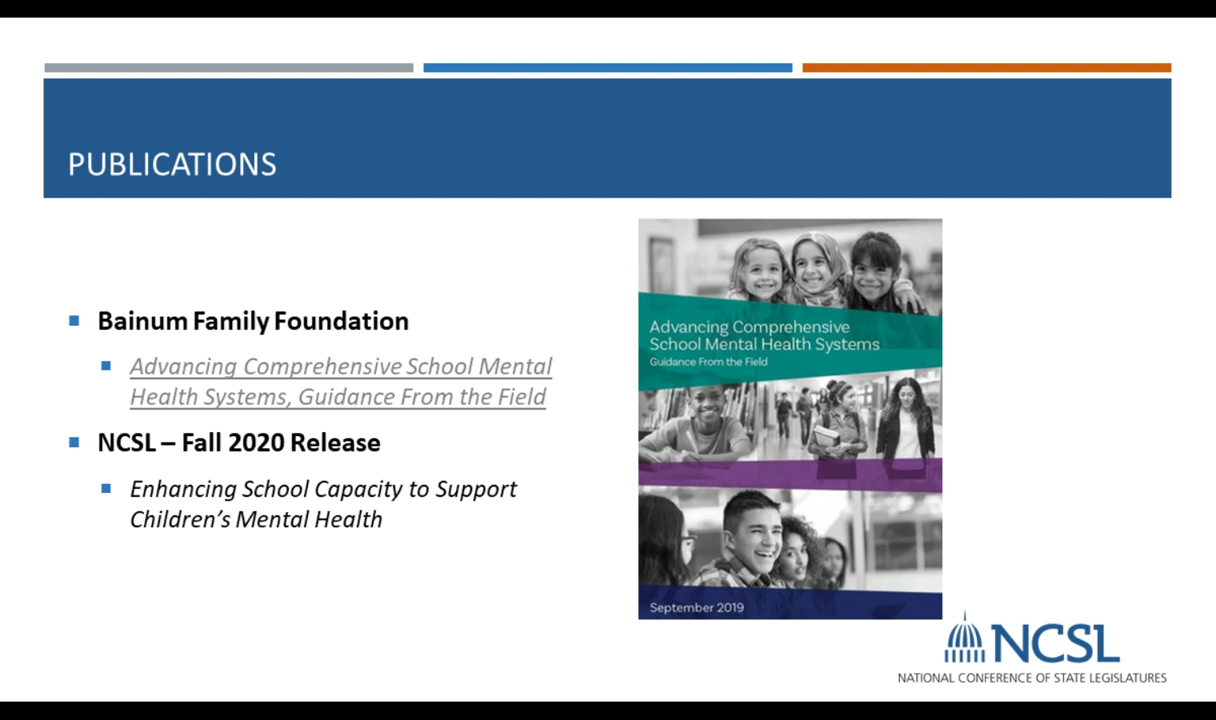 PUBLICATIONS
Bainum Family Foundation
Advancing Comprehensive School Mental
Health Systems, Guidance From the Field
NCSL – Fall 2020 Release
Enhancing School Capacity to Support
Children’s Mental Health
Advancing Comprehensive
School Mental Health Systems
Guidance From the Field
September 2019
NCSL
NATIONAL CONFERENCE OF STATE LEGISLATURES